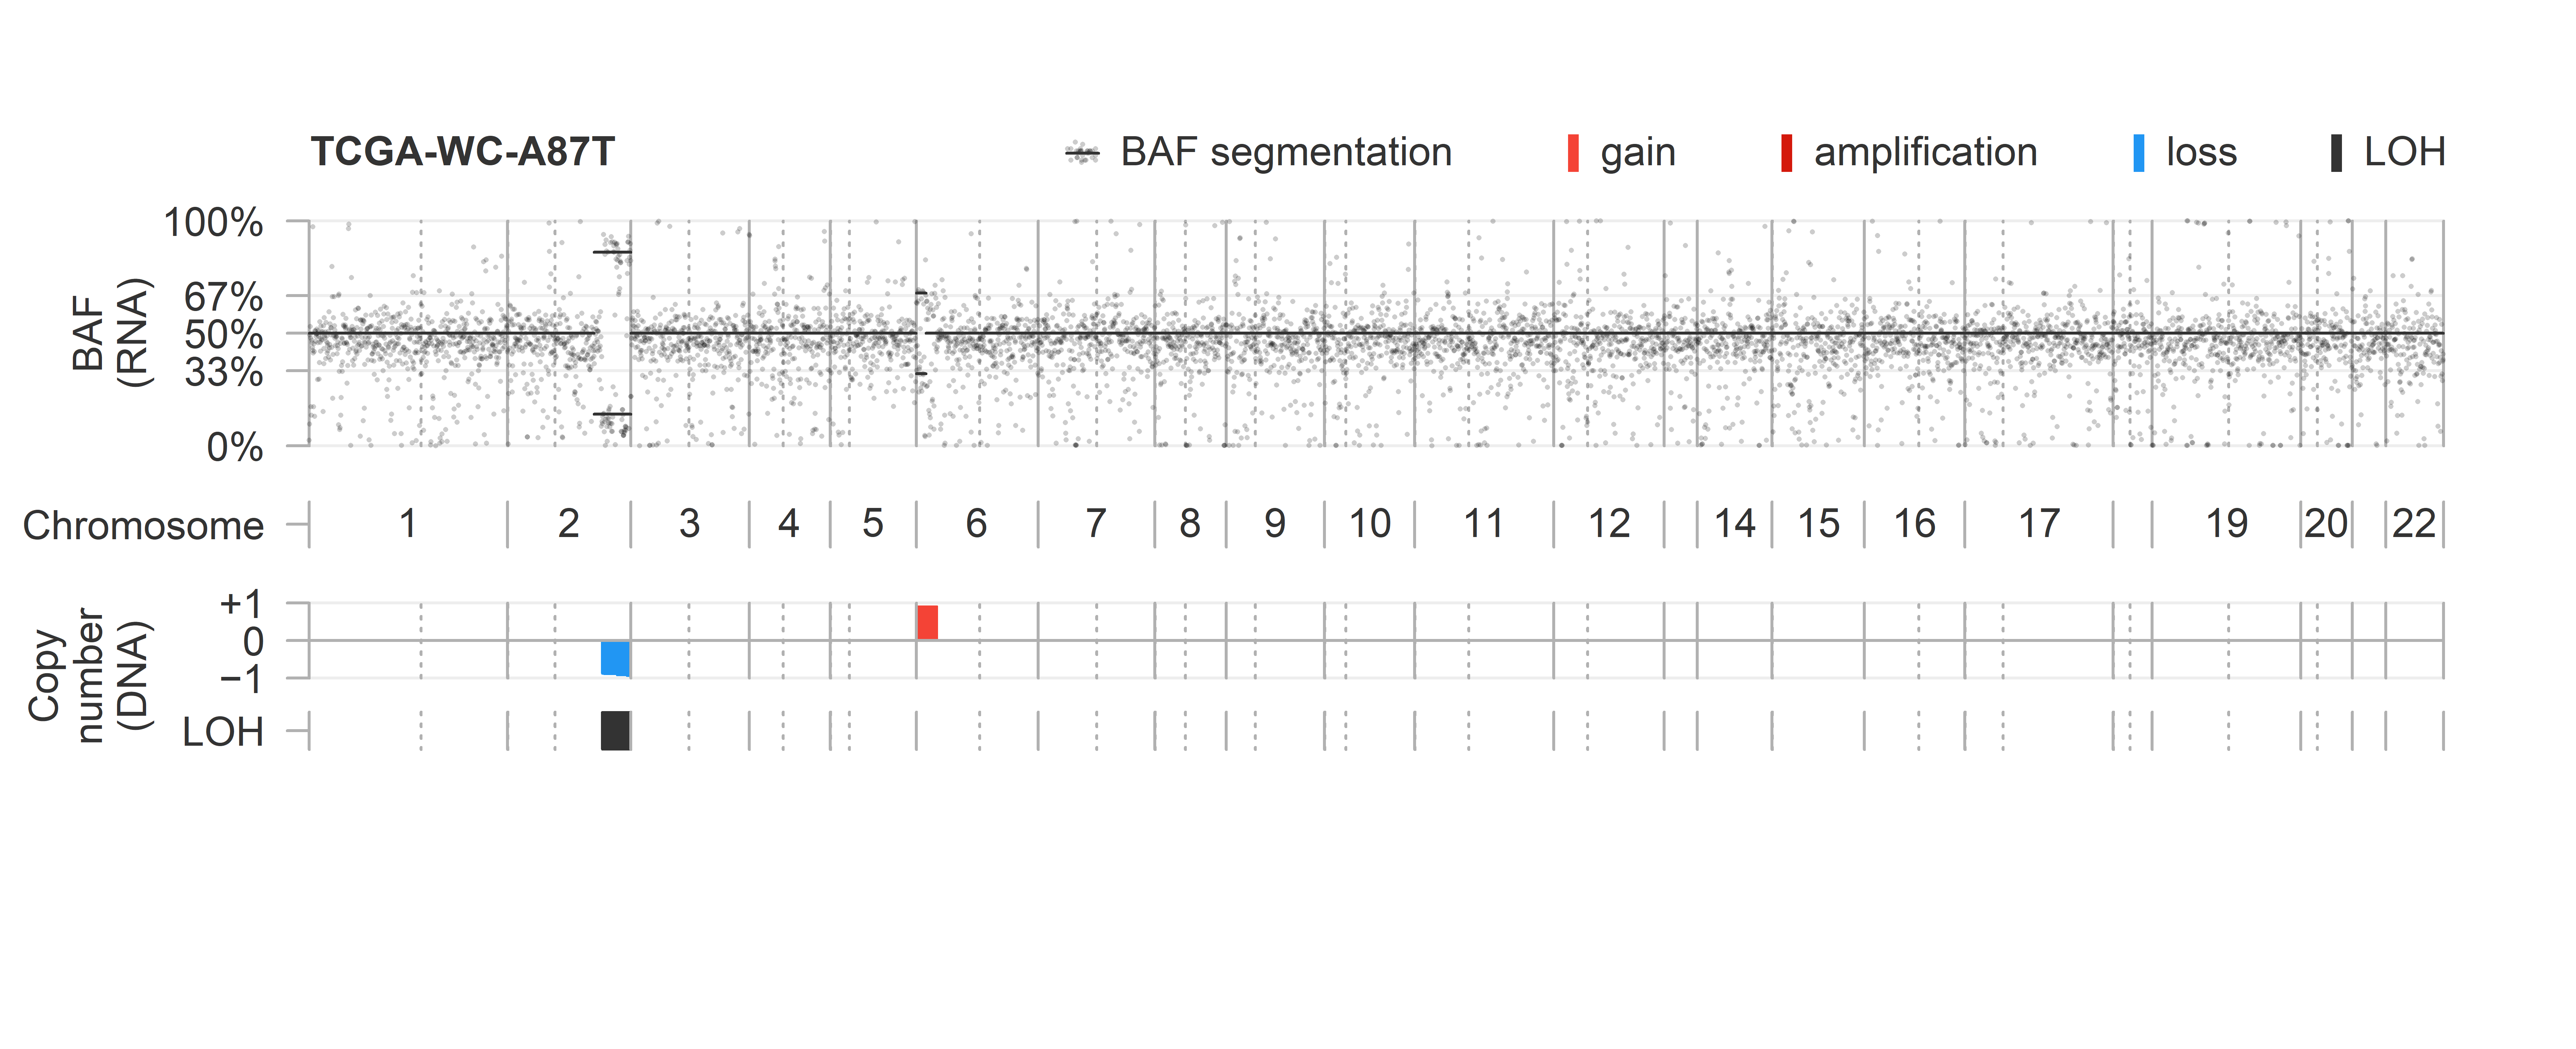 TCGA-WC-A87T
BAF segmentation
gain
amplification
loss
LOH
BAF
(RNA)
100%
67%
50%
33%
0%
Chromosome
1 2 3 4 5 6 7 8 9 10 11 12 14 15 16 17 19 20 22
Copy
number
(DNA)
+1
0
−1
LOH